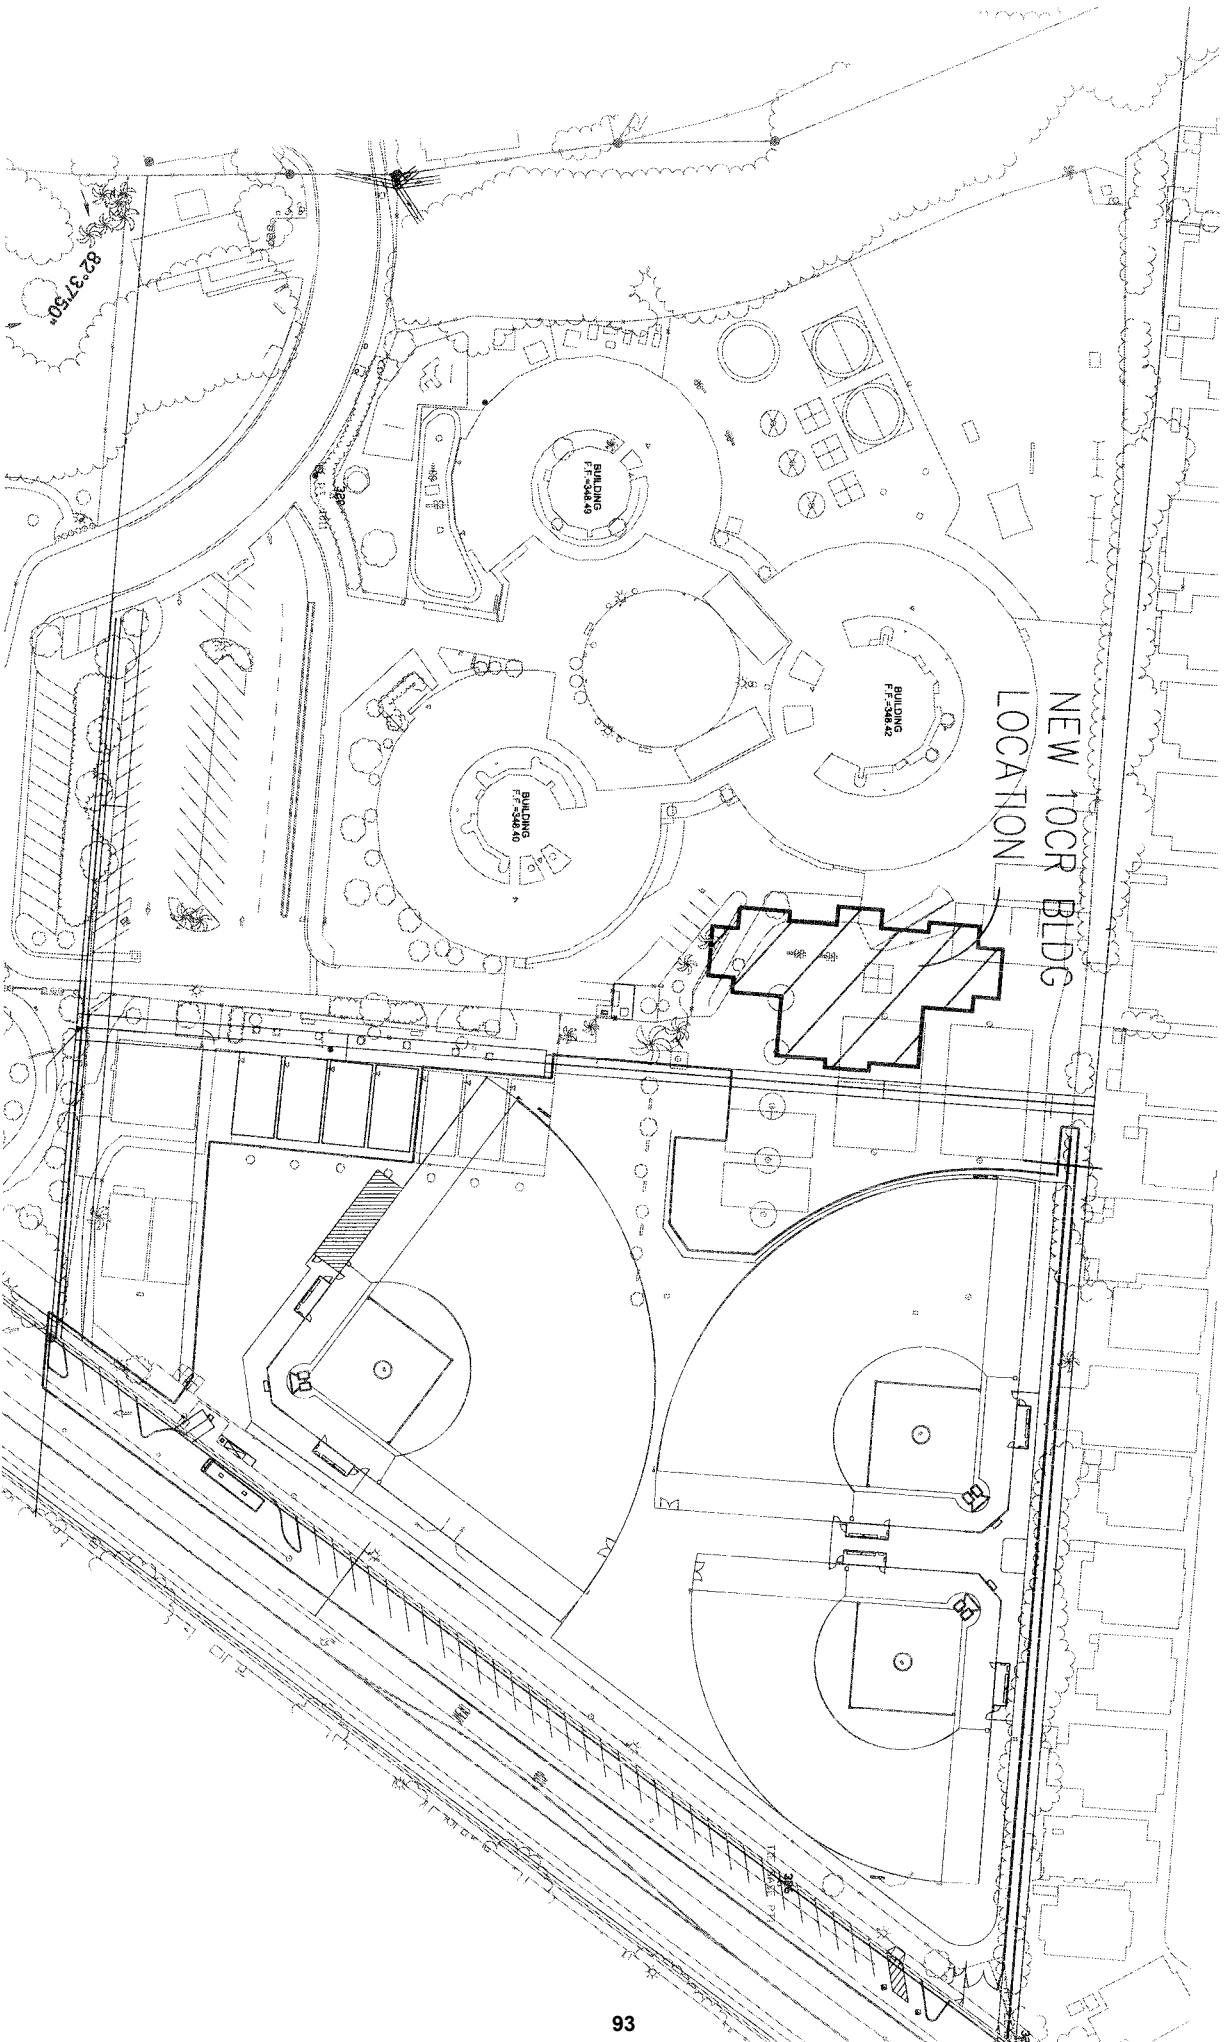 82°37'50"
BUILDING
F.F.=348.49
BUILDING
F.F.=348.42
BUILDING
F.F.=348.40
NEW 10CR BLDG
LOCATION
93